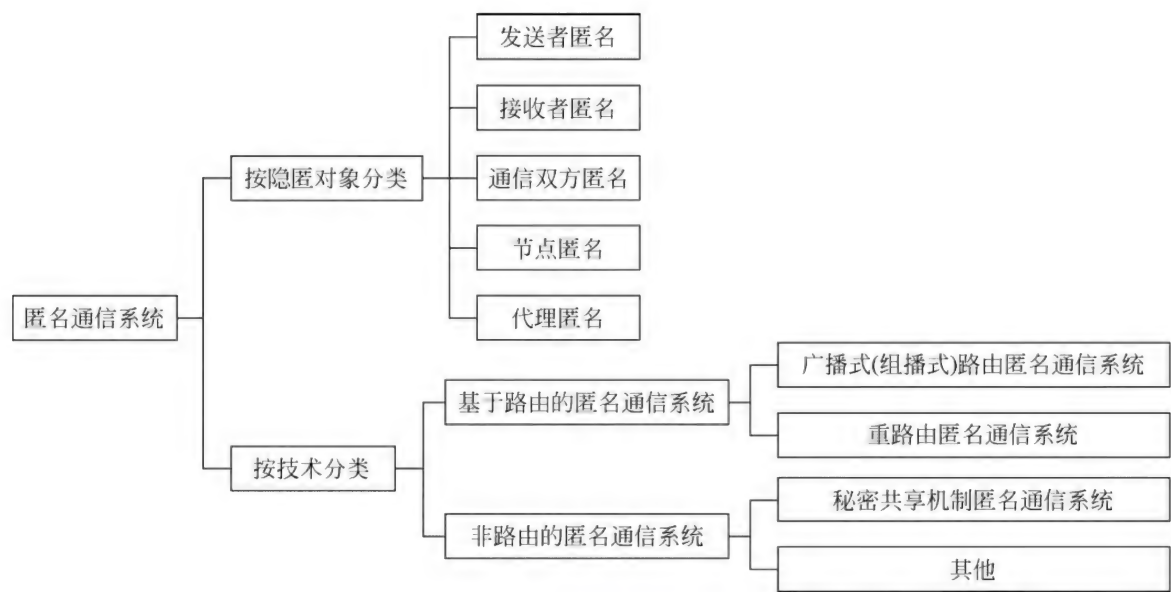 发送者匿名
接收者匿名
按隐匿对象分类
通信双方匿名
节点匿名
匿名通信系统
代理匿名
广播式(组播式)路由匿名通信系统
基于路由的匿名通信系统
重路由匿名通信系统
按技术分类
秘密共享机制匿名通信系统
非路由的匿名通信系统
其他